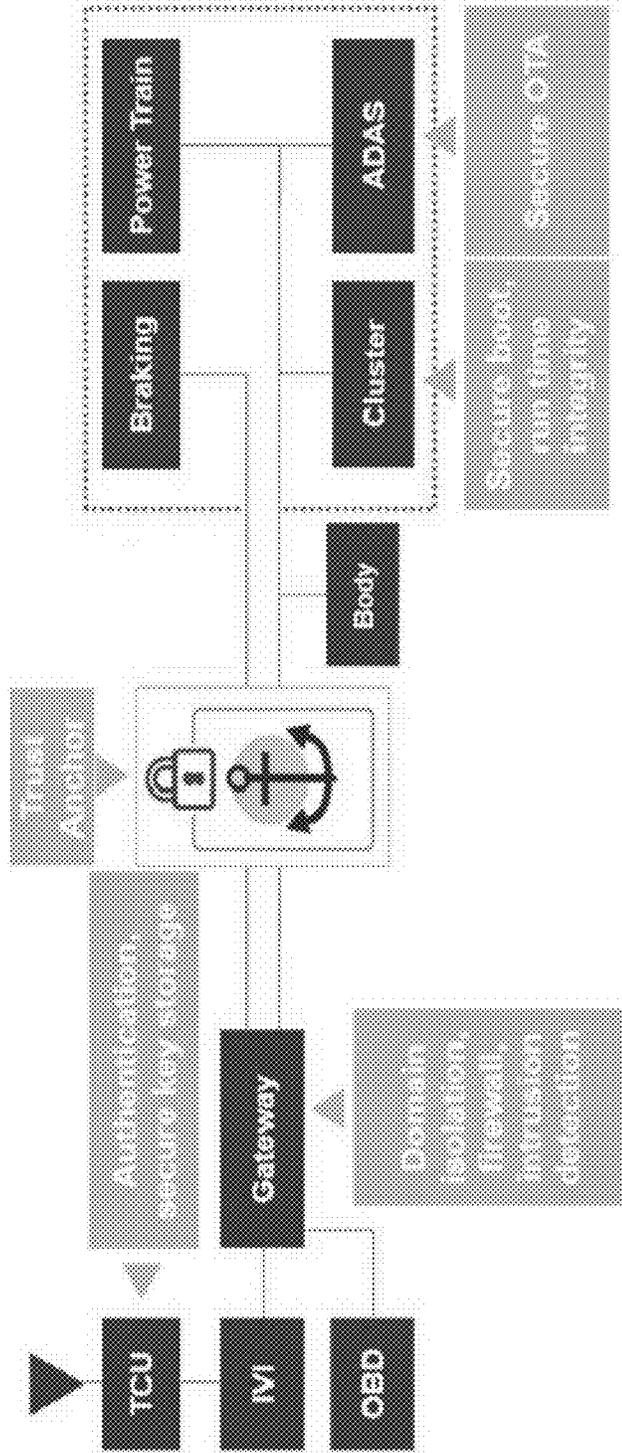 Trust
Anchor
Authentication,
secure key storage
TCU
Braking
Power Train
IVI
Gateway
OBD
Body
Cluster
ADAS
Domain
isolation,
firewall,
intrusion
detection
Secure boot,
run time
integrity
Secure OTA